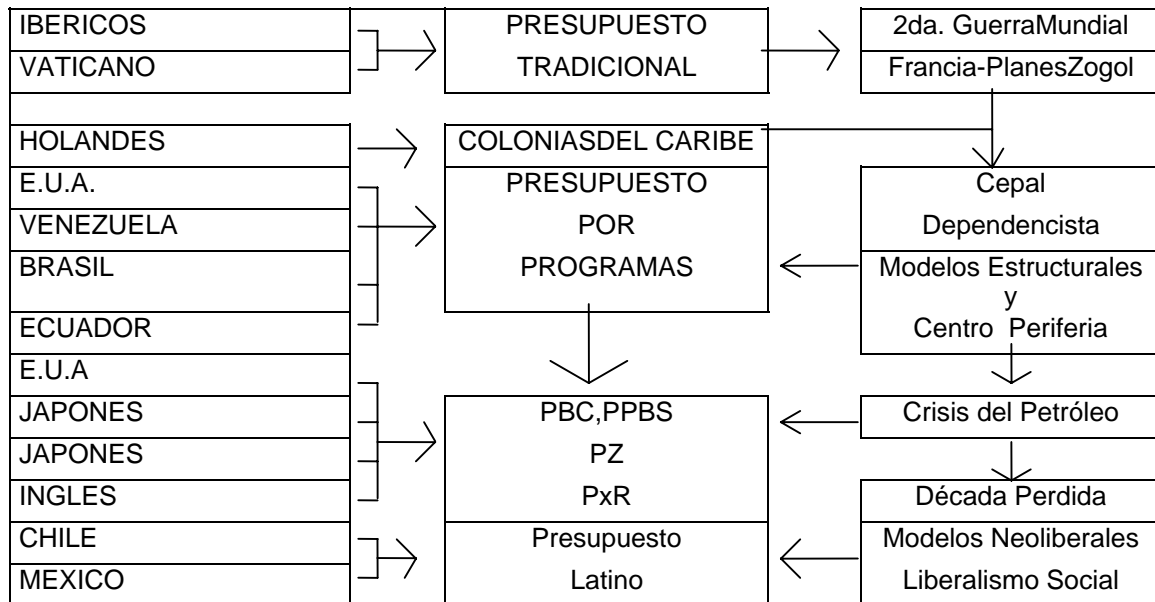 IBERICOS
VATICANO
HOLANDES
E.U.A.
VENEZUELA
BRASIL
ECUADOR
E.U.A
JAPONES
JAPONES
INGLES
CHILE
MEXICO
PRESUPUESTO
TRADICIONAL
COLONIASDEL CARIBE
PRESUPUESTO
POR
PROGRAMAS
PBC,PPBS
PZ
PxR
Presupuesto
Latino
2da. GuerraMundial
Francia-PlanesZogol
Cepal
Dependencista
Modelos Estructurales
y
Centro Periferia
Crisis del Petróleo
Década Perdida
Modelos Neoliberales
Liberalismo Social